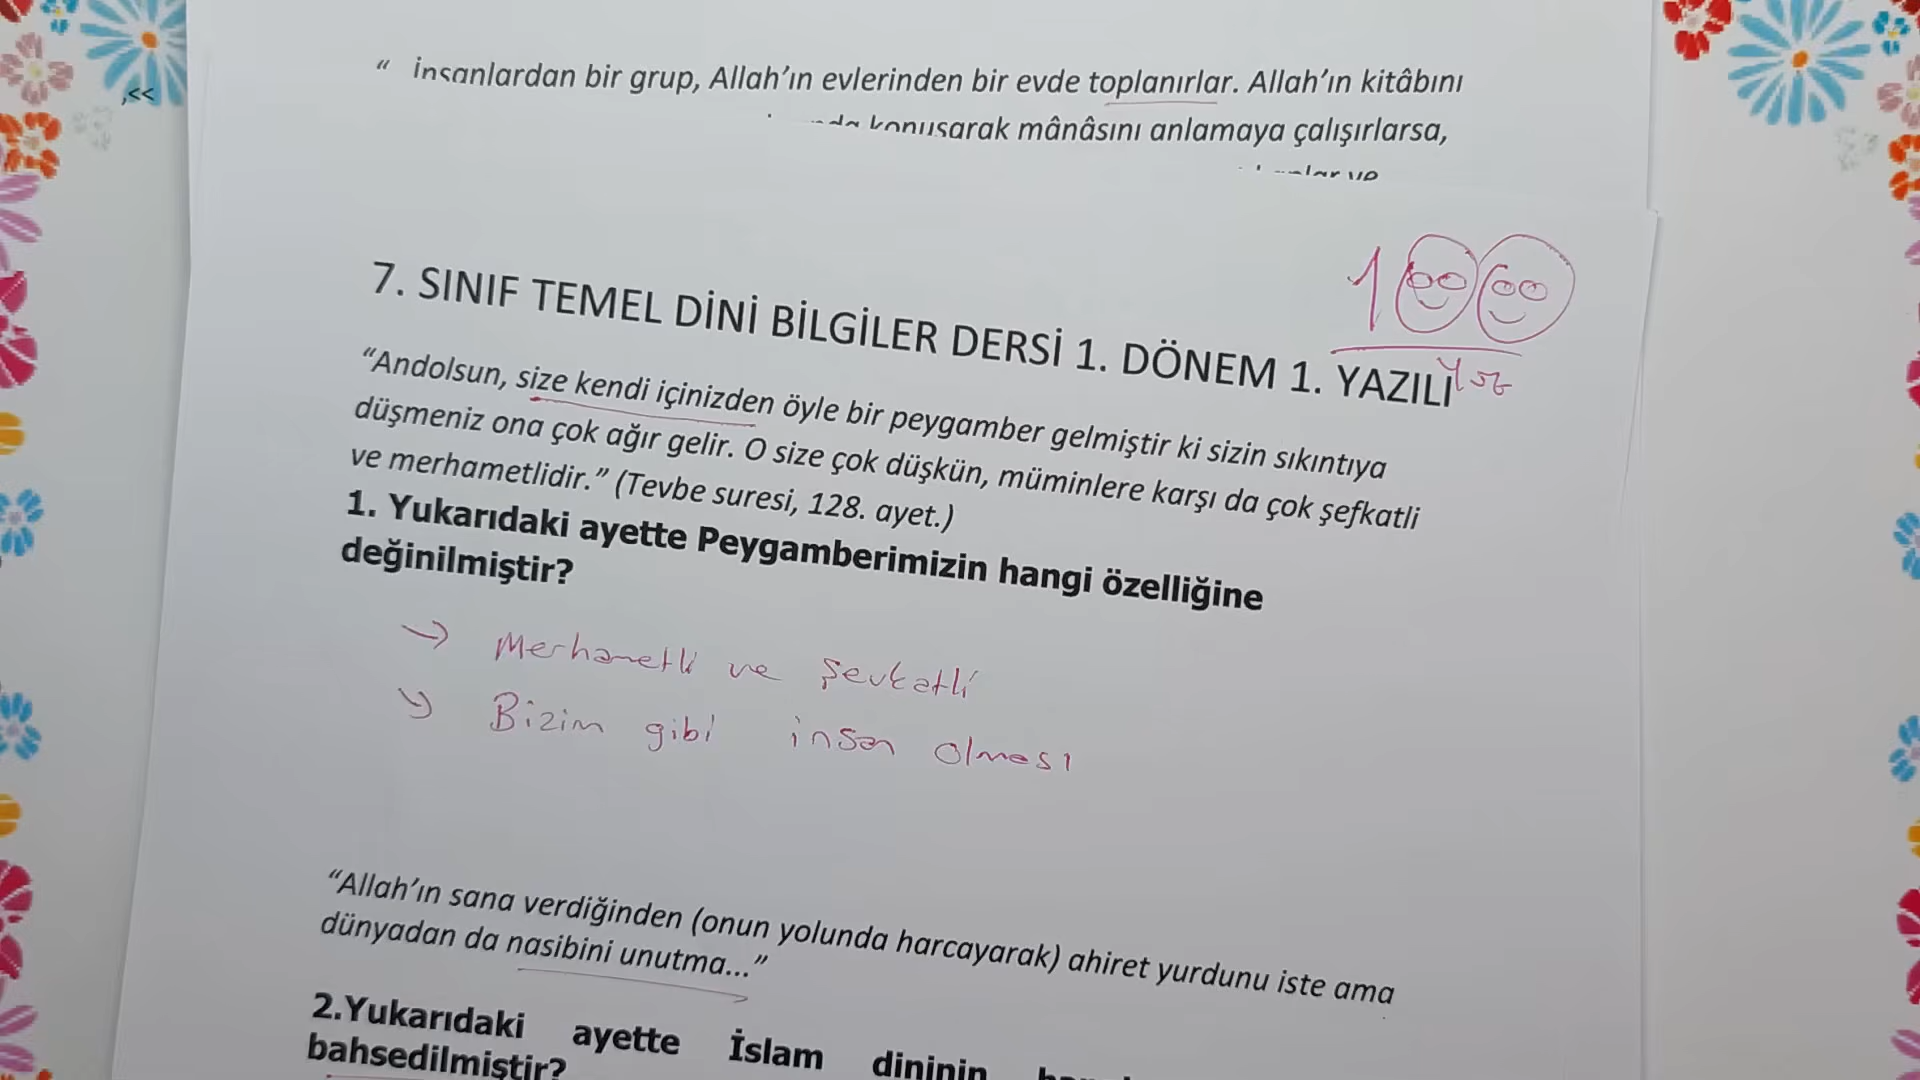 " İnsanlardan bir grup, Allah'ın evlerinden bir evde toplanırlar. Allah'ın kitâbını
,<<
konuşarak mânâsını anlamaya çalışırlarsa,
ve
100
7. SINIF TEMEL DİNİ BİLGİLER DERSİ 1. DÖNEM 1. YAZILI
"Andolsun, size kendi içinizden öyle bir peygamber gelmiştir ki sizin sıkıntıya
düşmeniz ona çok ağır gelir. O size çok düşkün, müminlere karşı da çok şefkatli
ve merhametlidir." (Tevbe suresi, 128. ayet.)
1. Yukarıdaki ayette Peygamberimizin hangi özelliğine
değinilmiştir?
→ Merhametli ve şevkatli
→ Bizim gibi insan olması
"Allah'ın sana verdiğinden (onun yolunda harcayarak) ahiret yurdunu iste ama
dünyadan da nasibini unutma..."
2.Yukarıdaki ayette İslam dininin
bahsedilmiştir?